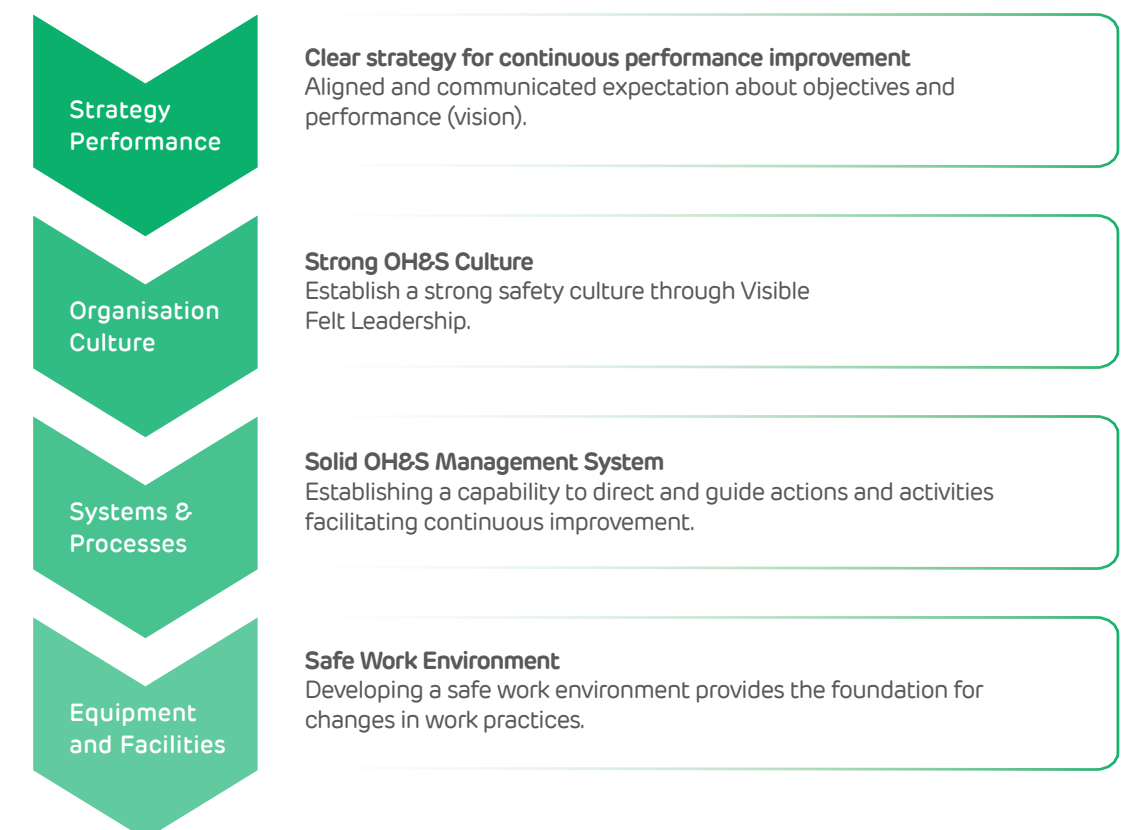 Strategy
Performance
Clear strategy for continuous performance improvement
Aligned and communicated expectation about objectives and
performance (vision).
Organisation
Culture
Strong OH&S Culture
Establish a strong safety culture through Visible
Felt Leadership.
Systems &
Processes
Solid OH&S Management System
Establishing a capability to direct and guide actions and activities
facilitating continuous improvement.
Equipment
and Facilities
Safe Work Environment
Developing a safe work environment provides the foundation for
changes in work practices.